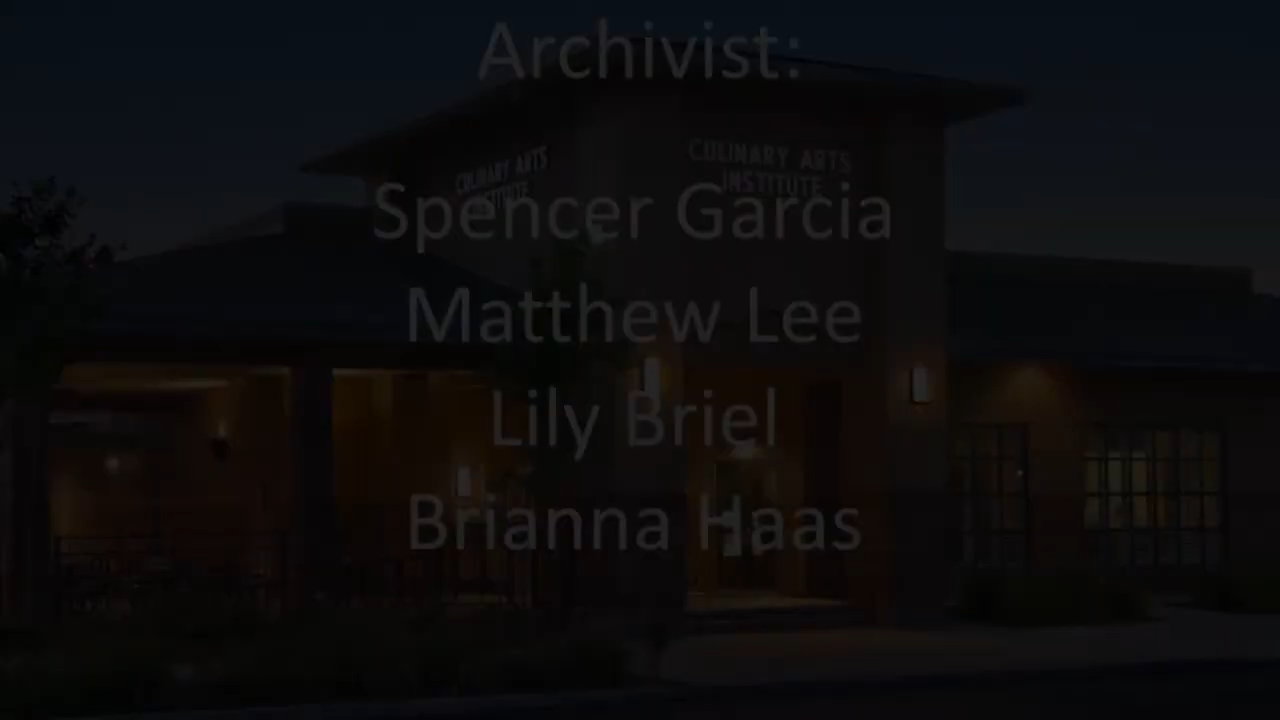 Archivist:
CULINARY ARTS
INSTITUTE
CULINARY ARTS
INSTITUTE
Spencer Garcia
Matthew Lee
Lily Briel
Brianna Haas